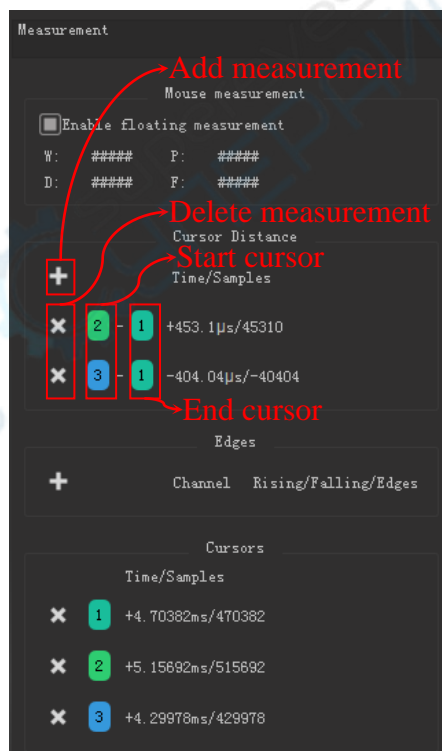 Measurement
Add measurement
Mouse measurement
Enable floating measurement
W: ##### P: #####
D: ##### F: #####
Delete measurement
Cursor Distance
Start cursor
Time/Samples
2 - 1 +453.1μs/45310
3 - 1 -404.04μs/-40404
End cursor
Edges
Channel Rising/Falling/Edges
Cursors
Time/Samples
1 +4.70382ms/470382
2 +5.15692ms/515692
3 +4.29978ms/429978